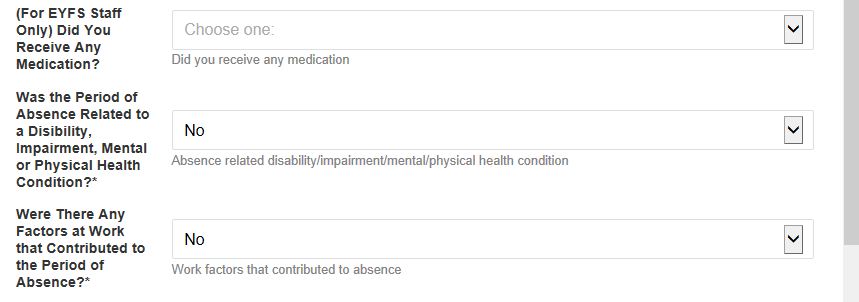 (For EYFS Staff
Only) Did You
Receive Any
Medication?
Choose one:
Did you receive any medication
Was the Period of
Absence Related to
a Disibility,
Impairment, Mental
or Physical Health
Condition?*
No
Absence related disability/impairment/mental/physical health condition
Were There Any
Factors at Work
that Contributed to
the Period of
Absence?*
No
Work factors that contributed to absence